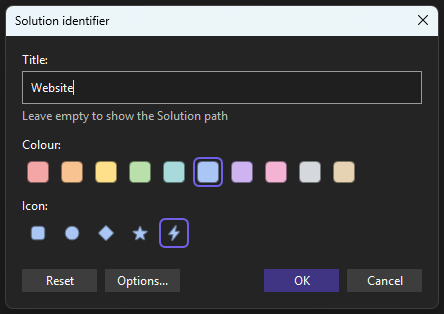 Solution identifier
Title:
Website
Leave empty to show the Solution path
Colour:
Icon:
Reset Options... OK Cancel